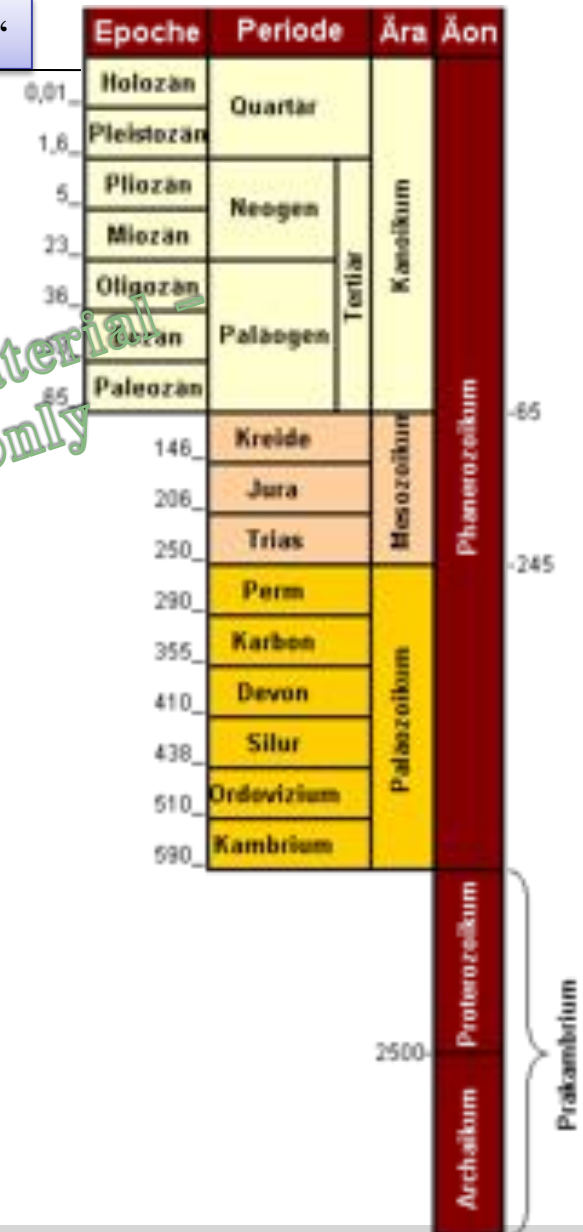 “
Epoche Periode Ära Äon
Holozän
0,01
Quartär
Pleistozän
1,6
Pliozän
5
Neogen
Miozän
23
Tertiär
Kanoikum
Oligozän
36
Paläogen
Paleozän
65
-65
Kreide
146
Jura
206
Mesozoikum
Trias
250
-245
Phanerozoikum
Perm
290
Karbon
355
Devon
410
Silur
438
Paläozoikum
Ordovizium
510
Kambrium
590
Proterozoikum
2500
Archaikum
Präkambrium
only